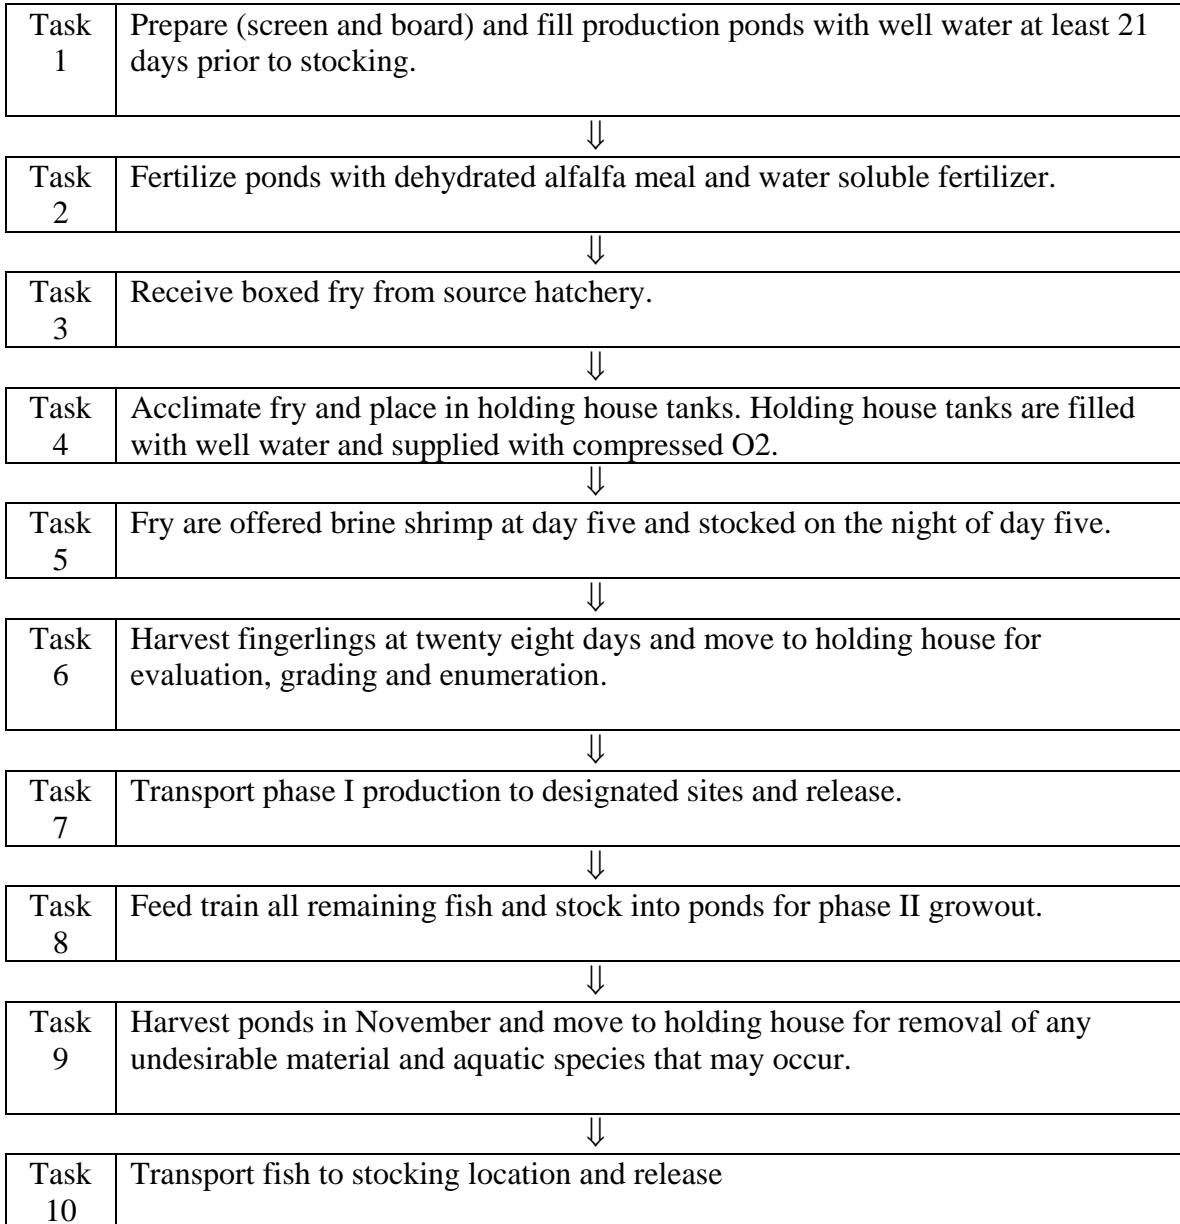 Task Prepare (screen and board) and fill production ponds with well water at least 21
1 days prior to stocking.
⇓
Task Fertilize ponds with dehydrated alfalfa meal and water soluble fertilizer.
2
⇓
Task Receive boxed fry from source hatchery.
3
⇓
Task Acclimate fry and place in holding house tanks. Holding house tanks are filled
4 with well water and supplied with compressed O2.
⇓
Task Fry are offered brine shrimp at day five and stocked on the night of day five.
5
⇓
Task Harvest fingerlings at twenty eight days and move to holding house for
6 evaluation, grading and enumeration.
⇓
Task Transport phase I production to designated sites and release.
7
⇓
Task Feed train all remaining fish and stock into ponds for phase II growout.
8
⇓
Task Harvest ponds in November and move to holding house for removal of any
9 undesirable material and aquatic species that may occur.
⇓
Task Transport fish to stocking location and release
10